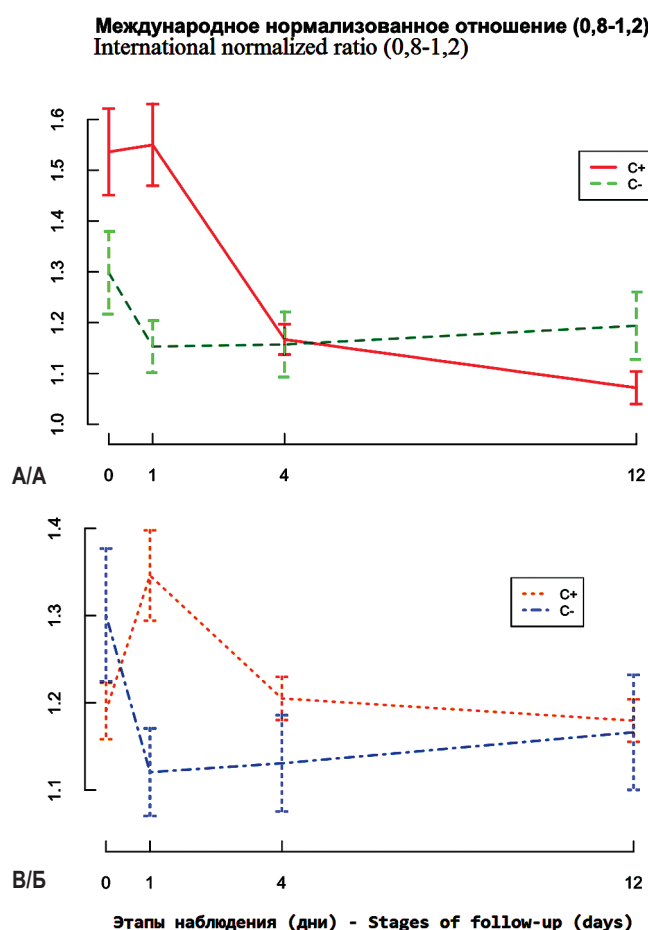 Международное нормализованное отношение (0,8-1,2)
International normalized ratio (0,8-1,2)
1.6
1.5
1.4
1.3
1.2
1.1
1.0
C+
C-
А/А
0 1 4 12
1.4
1.3
1.2
1.1
C+
C-
В/Б
0 1 4 12
Этапы наблюдения (дни) - Stages of follow-up (days)